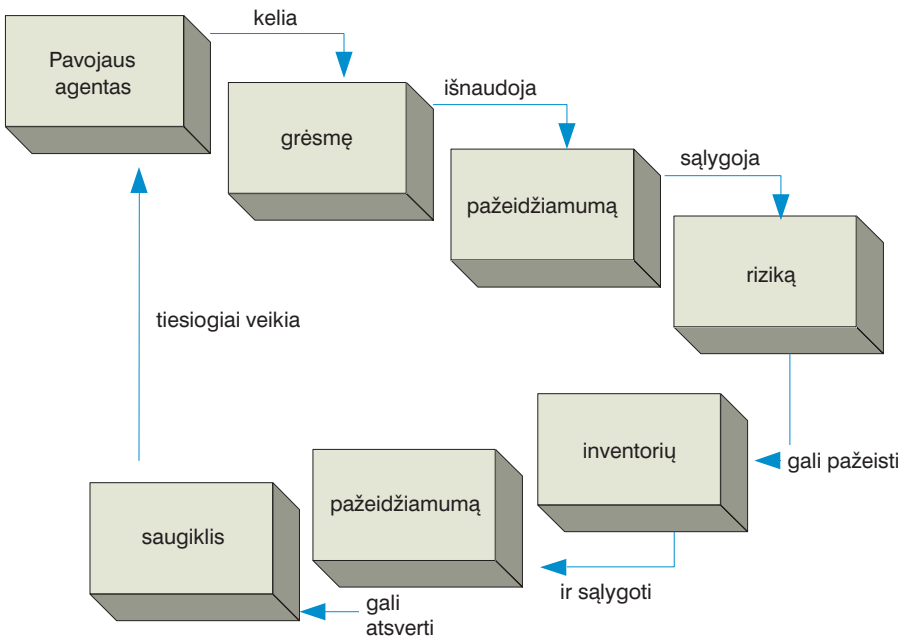 Pavojaus
agentas
kelia
grėsmę
išnaudoja
pažeidžiamumą
sąlygoja
riziką
gali pažeisti
inventorių
ir sąlygoti
pažeidžiamumą
gali
atsverti
saugiklis
tiesiogiai veikia